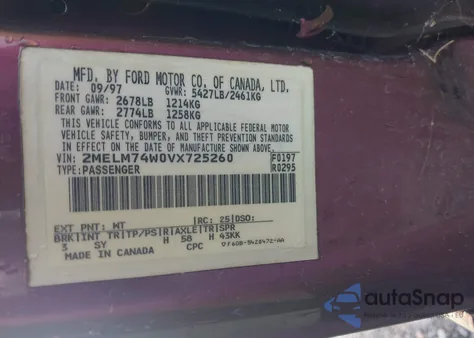 MFD. BY FORD MOTOR CO. OF CANADA, LTD.
DATE: 09/97 GVWR: 5427LB/2461KG
FRONT GAWR: 2678LB 1214KG
REAR GAWR: 2774LB 1258KG
THIS VEHICLE CONFORMS TO ALL APPLICABLE FEDERAL MOTOR
VEHICLE SAFETY, BUMPER, AND THEFT PREVENTION STANDARDS
IN EFFECT ON THE DATE OF MANUFACTURE SHOWN ABOVE
VIN: 2MELM74W0VX725260 F0197
TYPE: PASSENGER R0295
EXT PNT: MT |RC: 25|DSO:
BRK|INT TR|TP/PS|R|AXLE|TR|SPR
3 SY H 58 H 43KK
MADE IN CANADA CPC
autoSnap